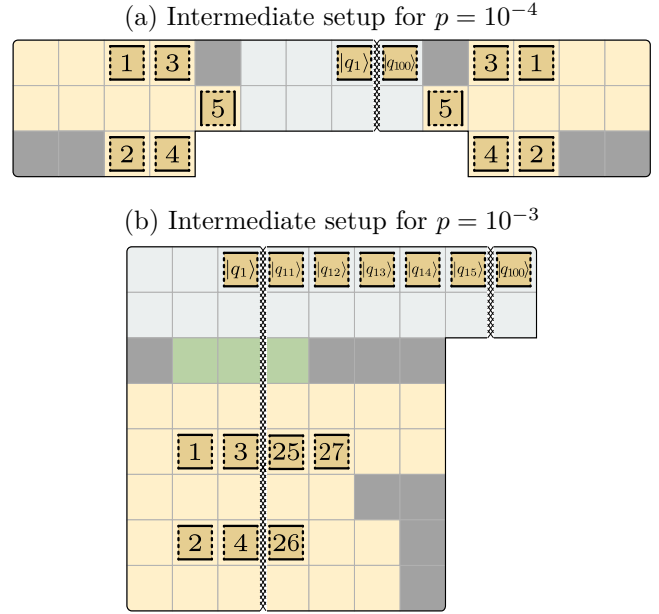 (a) Intermediate setup for p = 10⁻⁴
1 3 |q₁⟩ |q₁₀₀⟩ 3 1
5 5
2 4 4 2
(b) Intermediate setup for p = 10⁻³
|q₁⟩ |q₁₁⟩ |q₁₂⟩ |q₁₃⟩ |q₁₄⟩ |q₁₅⟩ |q₁₀₀⟩
1 3 25 27
2 4 26